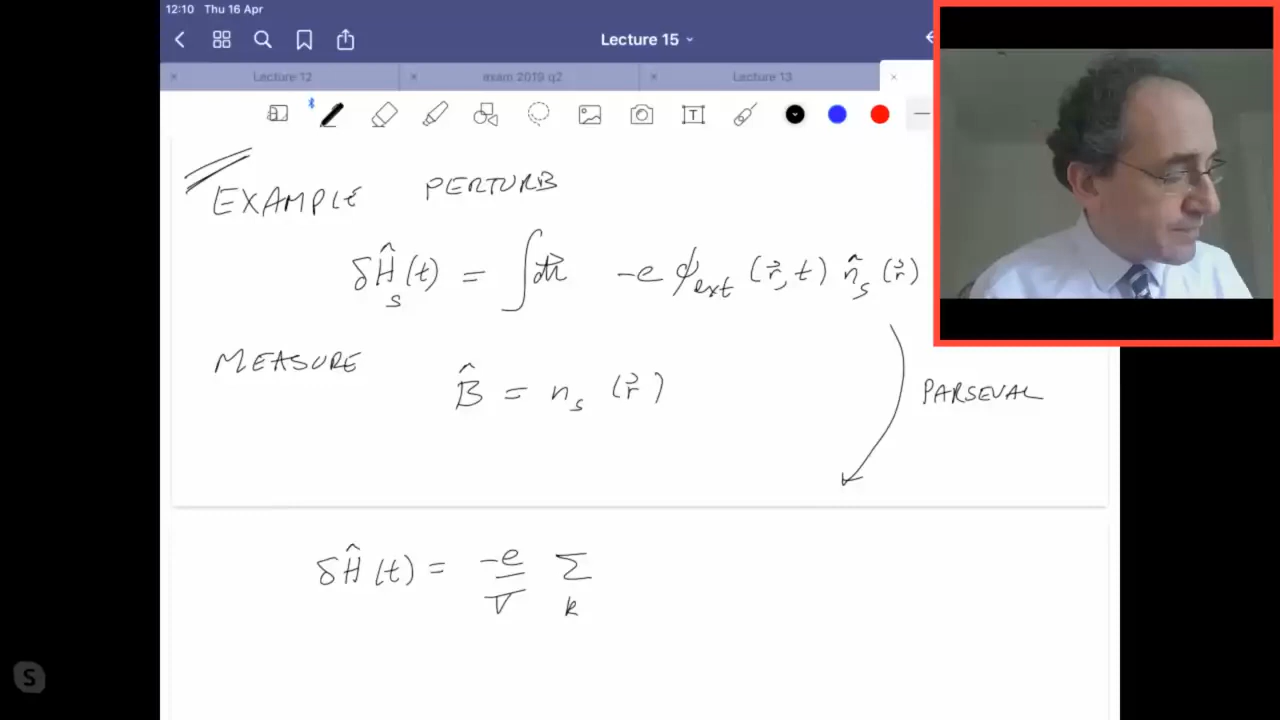 12:10 Thu 16 Apr
Lecture 15
Lecture 12
exam 2019 q2
Lecture 13
T
EXAMPLE PERTURB
δĤ_s(t) = ∫dr⃗ -e ϕ_ext (r⃗, t) n̂_s (r⃗)
MEASURE
B̂ = n_s (r⃗)
PARSEVAL
δĤ(t) = -e/V Σ_k
S